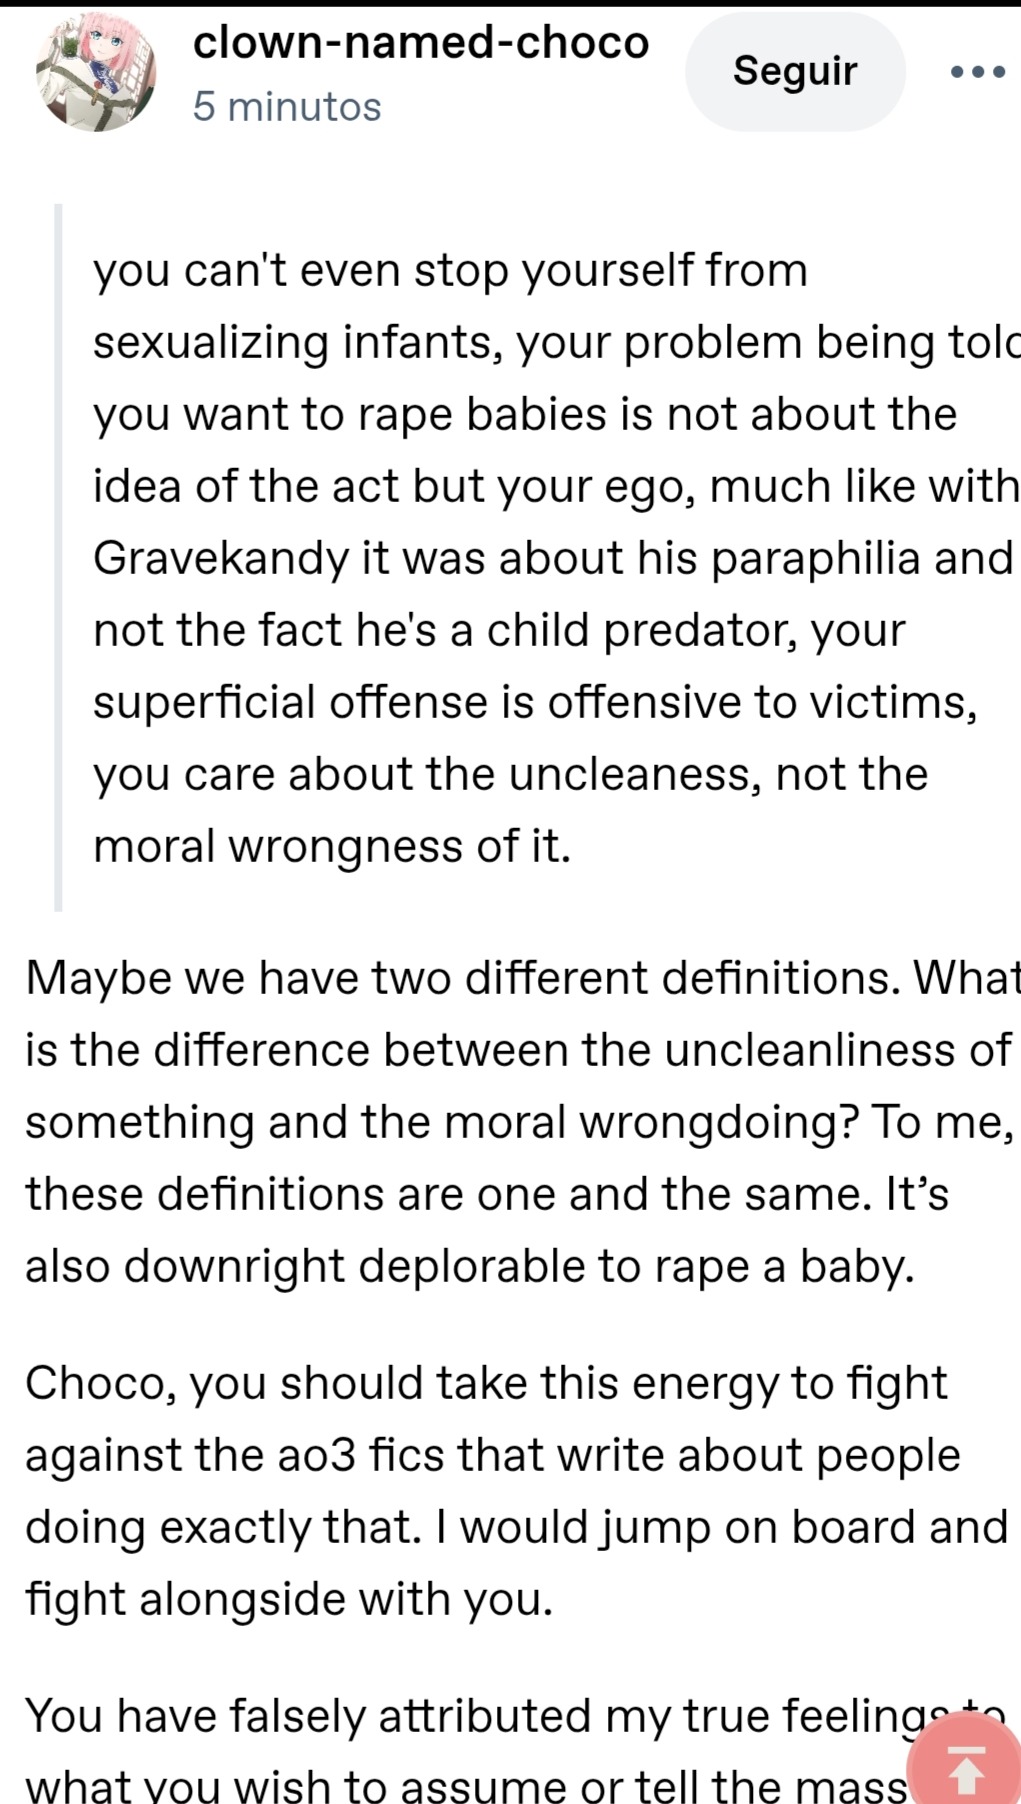 clown-named-choco
Seguir
5 minutos
you can't even stop yourself from
sexualizing infants, your problem being told
you want to rape babies is not about the
idea of the act but your ego, much like with
Gravekandy it was about his paraphilia and
not the fact he's a child predator, your
superficial offense is offensive to victims,
you care about the uncleaness, not the
moral wrongness of it.
Maybe we have two different definitions. What
is the difference between the uncleanliness of
something and the moral wrongdoing? To me,
these definitions are one and the same. It’s
also downright deplorable to rape a baby.
Choco, you should take this energy to fight
against the ao3 fics that write about people
doing exactly that. I would jump on board and
fight alongside with you.
You have falsely attributed my true feelings to
what you wish to assume or tell the mass